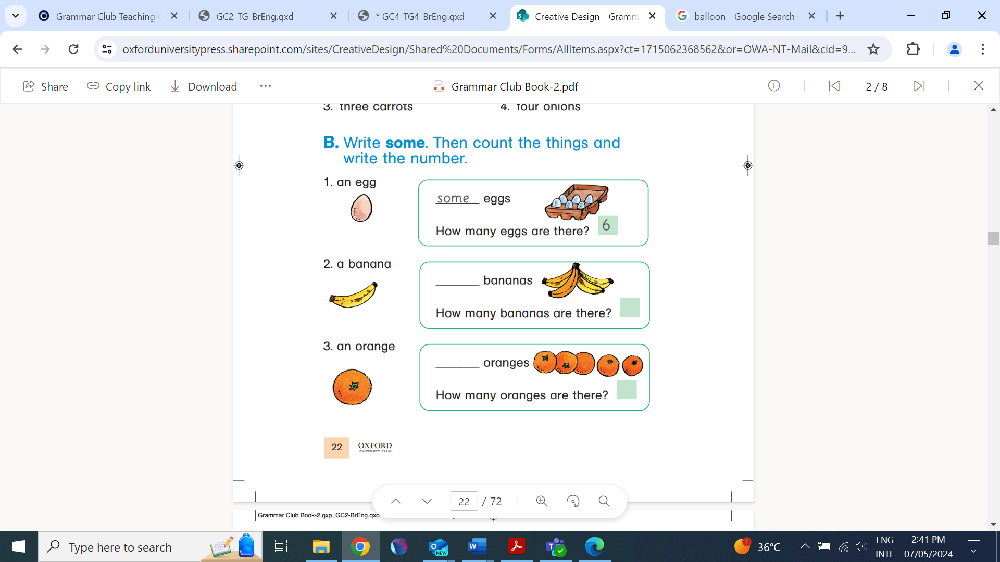 Grammar Club Teaching
GC2-TG-BrEng.qxd
* GC4-TG4-BrEng.qxd
Creative Design - Gramm
balloon - Google Search
oxforduniversitypress.sharepoint.com/sites/CreativeDesign/Shared%20Documents/Forms/AllItems.aspx?ct=1715062368562&or=OWA-NT-Mail&cid=9...
Share
Copy link
Download
Grammar Club Book-2.pdf
2 / 8
3. three carrots
4. four onions
B. Write some. Then count the things and
write the number.
1. an egg
some eggs
How many eggs are there? 6
2. a banana
_______ bananas
How many bananas are there?
3. an orange
_______ oranges
How many oranges are there?
22
OXFORD
UNIVERSITY PRESS
22 / 72
Grammar Club Book-2.qxp_GC2-BrEng.qxd
Type here to search
NEW
1
36°C
ENG
INTL
2:41 PM
07/05/2024